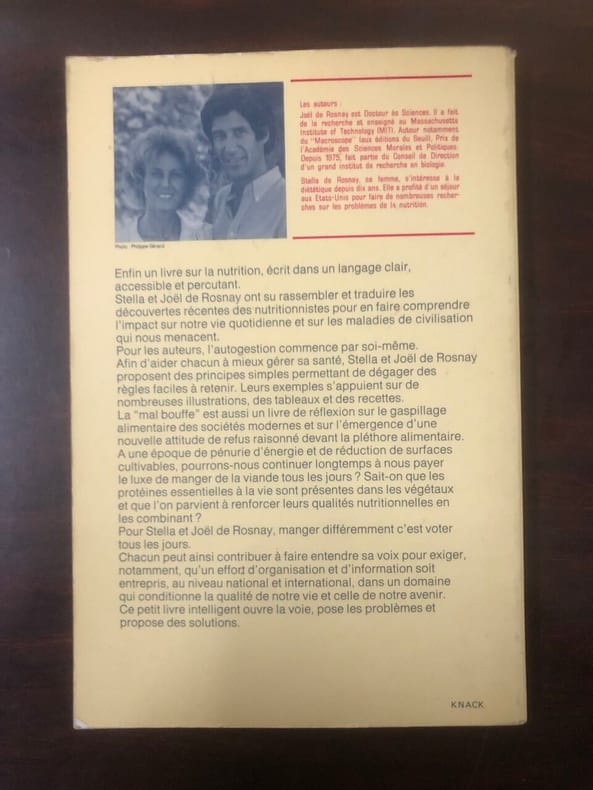 Les auteurs :
Joël de Rosnay est Docteur ès Sciences. Il a fait
de la recherche et enseigné au Massachusetts
Institute of Technology (MIT). Auteur notamment
du "Macroscope" (aux éditions du Seuil), Prix de
l'Académie des Sciences Morales et Politiques.
Depuis 1975, fait partie du Conseil de Direction
d'un grand institut de recherche en biologie.
Stella de Rosnay, sa femme, s'intéresse à la
diététique depuis dix ans. Elle a profité d'un séjour
aux Etats-Unis pour faire de nombreuses recher-
ches sur les problèmes de la nutrition.
Photo : Philippe Gérard
Enfin un livre sur la nutrition, écrit dans un langage clair,
accessible et percutant.
Stella et Joël de Rosnay ont su rassembler et traduire les
découvertes récentes des nutritionnistes pour en faire comprendre
l'impact sur notre vie quotidienne et sur les maladies de civilisation
qui nous menacent.
Pour les auteurs, l'autogestion commence par soi-même.
Afin d'aider chacun à mieux gérer sa santé, Stella et Joël de Rosnay
proposent des principes simples permettant de dégager des
règles faciles à retenir. Leurs exemples s'appuient sur de
nombreuses illustrations, des tableaux et des recettes.
La "mal bouffe" est aussi un livre de réflexion sur le gaspillage
alimentaire des sociétés modernes et sur l'émergence d'une
nouvelle attitude de refus raisonné devant la pléthore alimentaire.
A une époque de pénurie d'énergie et de réduction de surfaces
cultivables, pourrons-nous continuer longtemps à nous payer
le luxe de manger de la viande tous les jours ? Sait-on que les
protéines essentielles à la vie sont présentes dans les végétaux
et que l'on parvient à renforcer leurs qualités nutritionnelles en
les combinant ?
Pour Stella et Joël de Rosnay, manger différemment c'est voter
tous les jours.
Chacun peut ainsi contribuer à faire entendre sa voix pour exiger,
notamment, qu'un effort d'organisation et d'information soit
entrepris, au niveau national et international, dans un domaine
qui conditionne la qualité de notre vie et celle de notre avenir.
Ce petit livre intelligent ouvre la voie, pose les problèmes et
propose des solutions.
KNACK